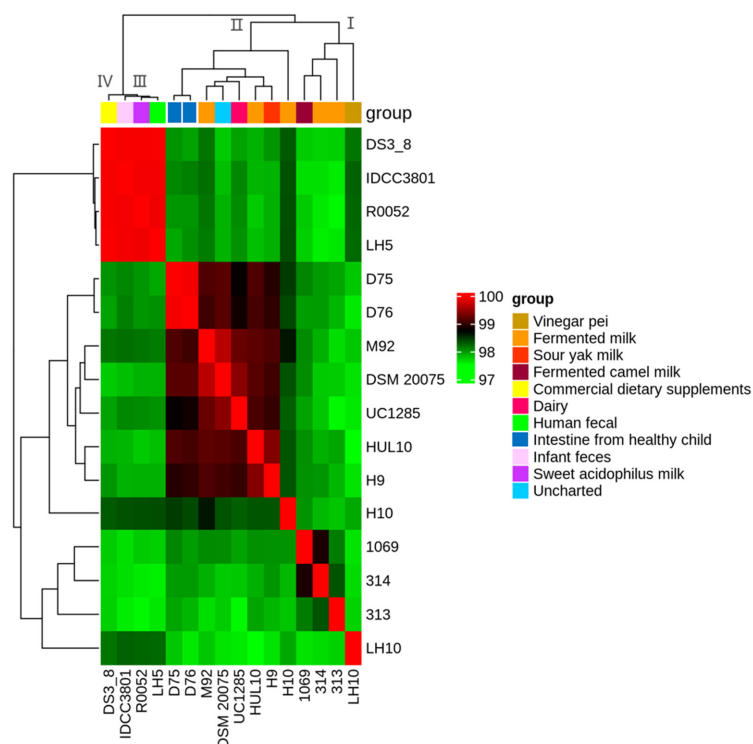 I
II
IV III
group
DS3_8
IDCC3801
R0052
LH5
D75
D76
M92
DSM 20075
UC1285
HUL10
H9
H10
1069
314
313
LH10
100
99
98
97
group
Vinegar pei
Fermented milk
Sour yak milk
Fermented camel milk
Commercial dietary supplements
Dairy
Human fecal
Intestine from healthy child
Infant feces
Sweet acidophilus milk
Uncharted
DS3_8
IDCC3801
R0052
LH5
D75
D76
M92
DSM 20075
UC1285
HUL10
H9
H10
1069
314
313
LH10